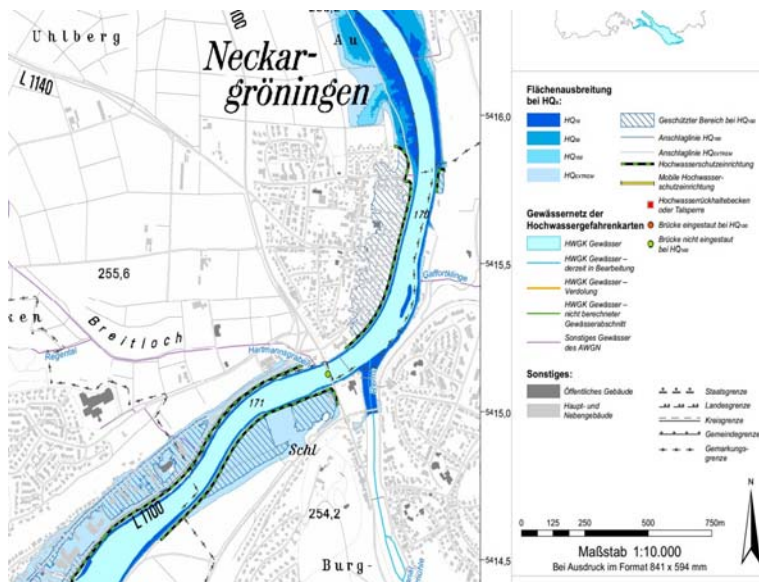 Uhlberg
L 1140
L 1100
Au
Neckar-
gröningen
170
255,6
Gaffortklinge
Breitloch
ken
Regental
Hartmannsgraben
171
Schl
L1100
254,2
Burg-
5416,0
5415,5
5415,0
5414,5
Flächenausbreitung
bei HQₙ:
HQ₁₀
HQ₅₀
HQ₁₀₀
HQEXTREM
Geschützter Bereich bei HQ₁₀₀
Anschlaglinie HQ₁₀₀
Anschlaglinie HQEXTREM
Hochwasserschutzeinrichtung
Mobile Hochwasser-
schutzeinrichtung
Hochwasserrückhaltebecken
oder Talsperre
Brücke eingestaut bei HQ₁₀₀
Brücke nicht eingestaut
bei HQ₁₀₀
Gewässernetz der
Hochwassergefahrenkarten
HWGK Gewässer
HWGK Gewässer –
derzeit in Bearbeitung
HWGK Gewässer –
Verdolung
HWGK Gewässer –
nicht berechneter
Gewässerabschnitt
Sonstiges Gewässer
des AWGN
Sonstiges:
Öffentliches Gebäude
Haupt- und
Nebengebäude
Staatsgrenze
Landesgrenze
Kreisgrenze
Gemeindegrenze
Gemarkungs-
grenze
N
0 125 250 500 750m
Maßstab 1:10.000
Bei Ausdruck im Format 841 x 594 mm